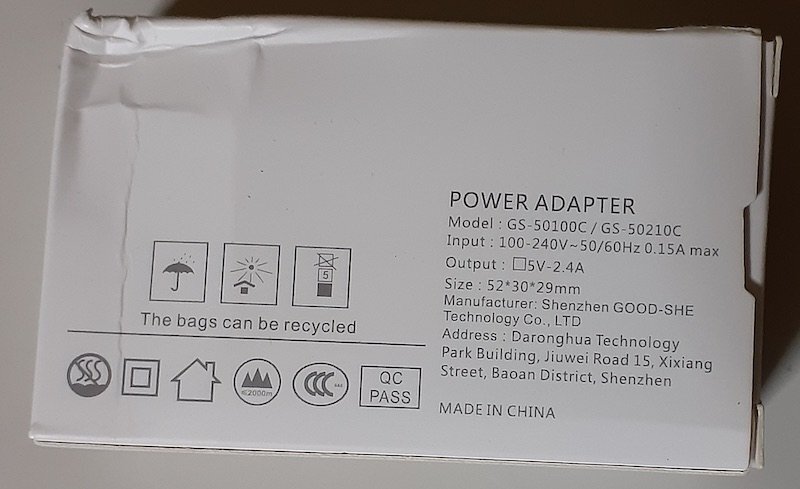 POWER ADAPTER
Model : GS-50100C / GS-50210C
Input : 100-240V~50/60Hz 0.15A max
Output : □5V-2.4A
Size : 52*30*29mm
Manufacturer: Shenzhen GOOD-SHE
Technology Co., LTD
Address : Daronghua Technology
Park Building, Jiuwei Road 15, Xixiang
Street, Baoan District, Shenzhen
MADE IN CHINA
5
The bags can be recycled
SSS
≤2000m
CCC
QC
PASS